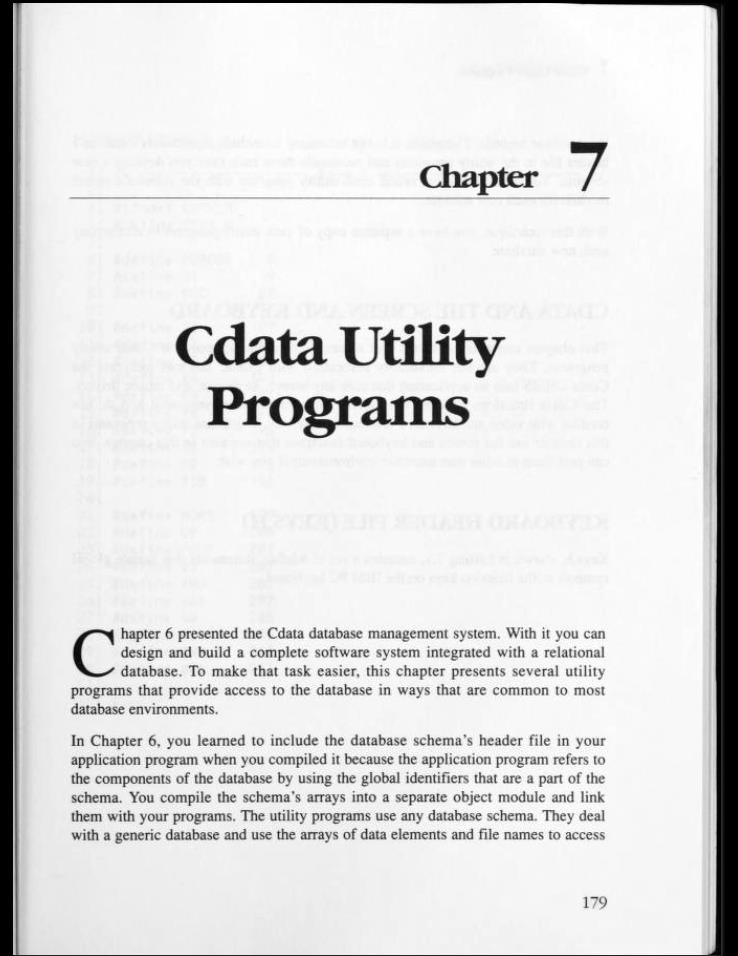 Chapter 7
Cdata Utility
Programs
Chapter 6 presented the Cdata database management system. With it you can
design and build a complete software system integrated with a relational
database. To make that task easier, this chapter presents several utility
programs that provide access to the database in ways that are common to most
database environments.
In Chapter 6, you learned to include the database schema's header file in your
application program when you compiled it because the application program refers to
the components of the database by using the global identifiers that are a part of the
schema. You compile the schema's arrays into a separate object module and link
them with your programs. The utility programs use any database schema. They deal
with a generic database and use the arrays of data elements and file names to access
179